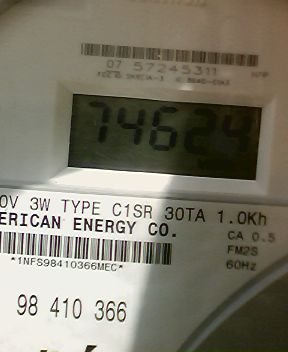 07 57245311
74624
0V 3W TYPE C1SR 30TA 1.0Kh
ERICAN ENERGY CO.
CA 0.5
FM2S
*1NFS98410366MEC*
60Hz
98 410 366